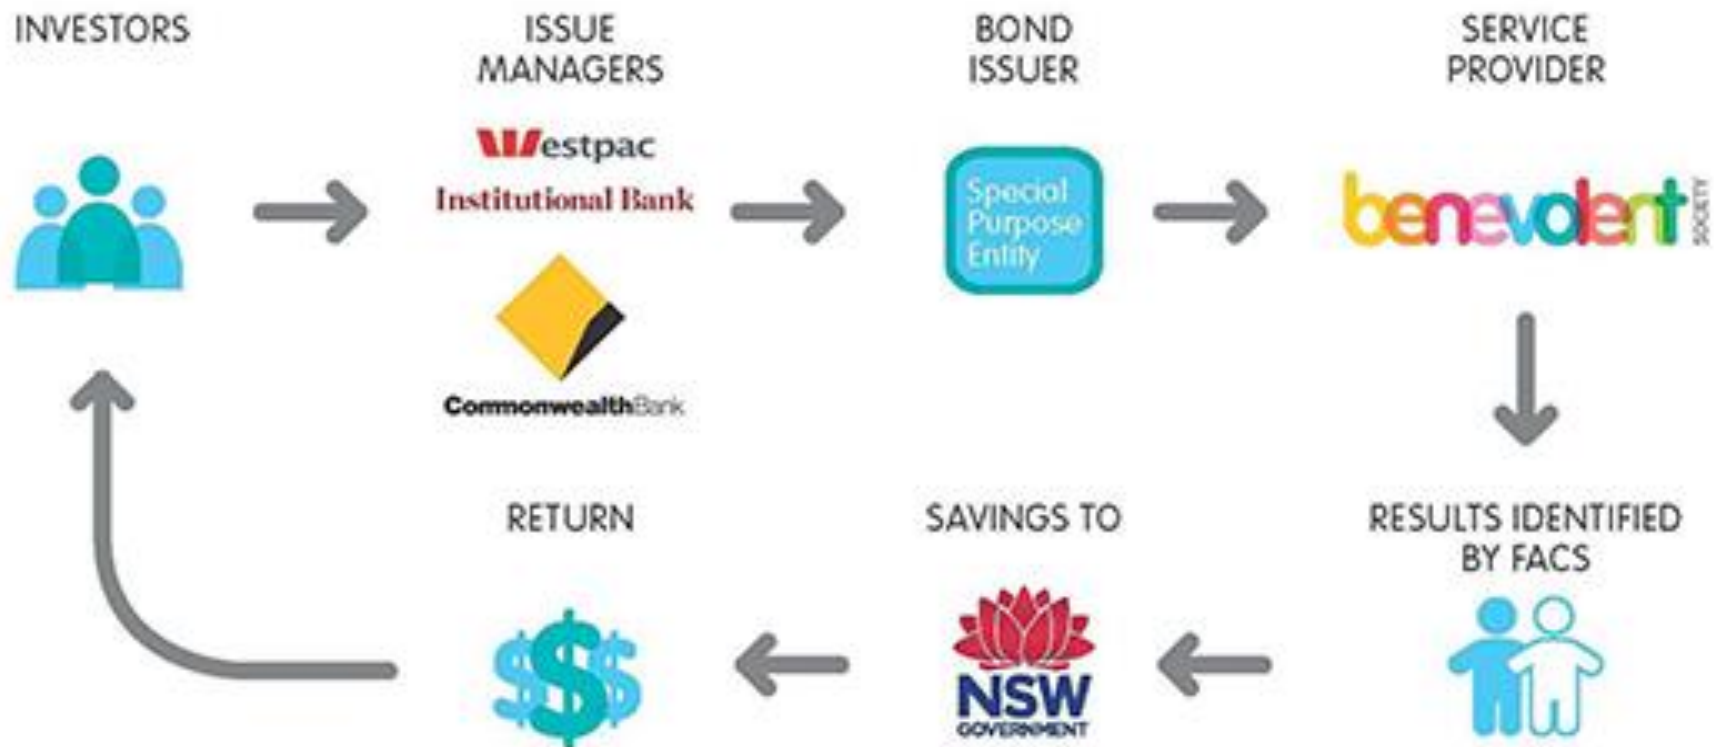 INVESTORS
ISSUE
MANAGERS
Westpac
Institutional Bank
CommonwealthBank
BOND
ISSUER
Special
Purpose
Entity
SERVICE
PROVIDER
benevolent
SOCIETY
RESULTS IDENTIFIED
BY FACS
SAVINGS TO
NSW
GOVERNMENT
RETURN
$$$